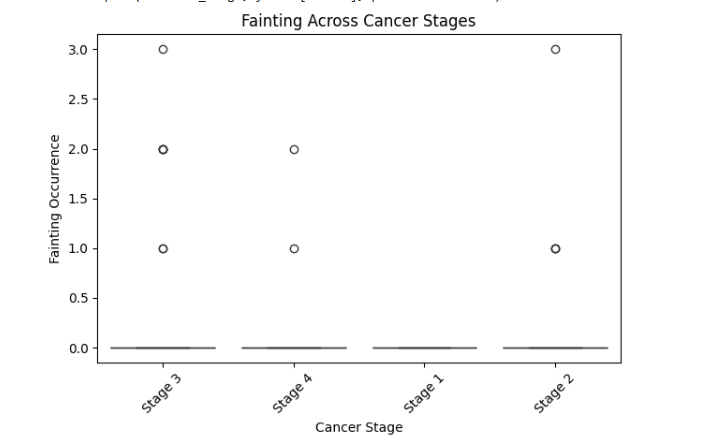 Fainting Across Cancer Stages
3.0
2.5
2.0
1.5
1.0
0.5
0.0
Fainting Occurrence
Stage 3
Stage 4
Stage 1
Stage 2
Cancer Stage